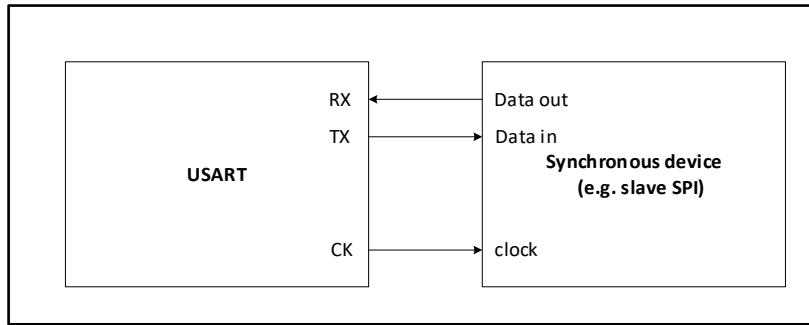 RX
Data out
TX
Data in
USART
Synchronous device
(e.g. slave SPI)
CK
clock